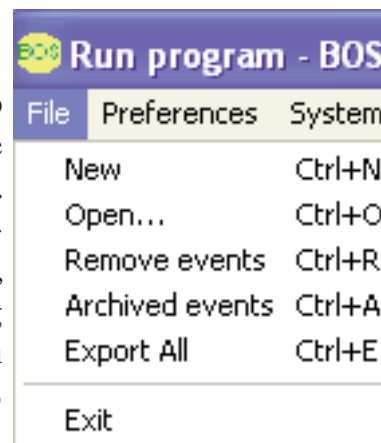 BOS Run program - BOS
File Preferences System
New Ctrl+N
Open... Ctrl+O
Remove events Ctrl+R
Archived events Ctrl+A
Export All Ctrl+E
Exit